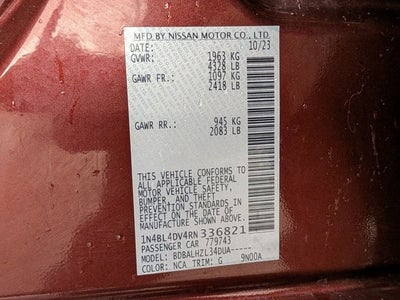 MFD BY NISSAN MOTOR CO., LTD.
DATE: 10/23
GVWR: 1963 KG
4328 LB
GAWR FR.: 1097 KG
2418 LB
GAWR RR.: 945 KG
2083 LB
THIS VEHICLE CONFORMS TO
ALL APPLICABLE FEDERAL
MOTOR VEHICLE SAFETY,
BUMPER, AND THEFT
PREVENTION STANDARDS IN
EFFECT ON THE DATE OF
MANUFACTURE SHOWN ABOVE.
1N4BL4DV4RN336821
PASSENGER CAR 779743
MODEL: BDBALHZL34DUA-----
COLOR: NCA TRIM: G 9N00A